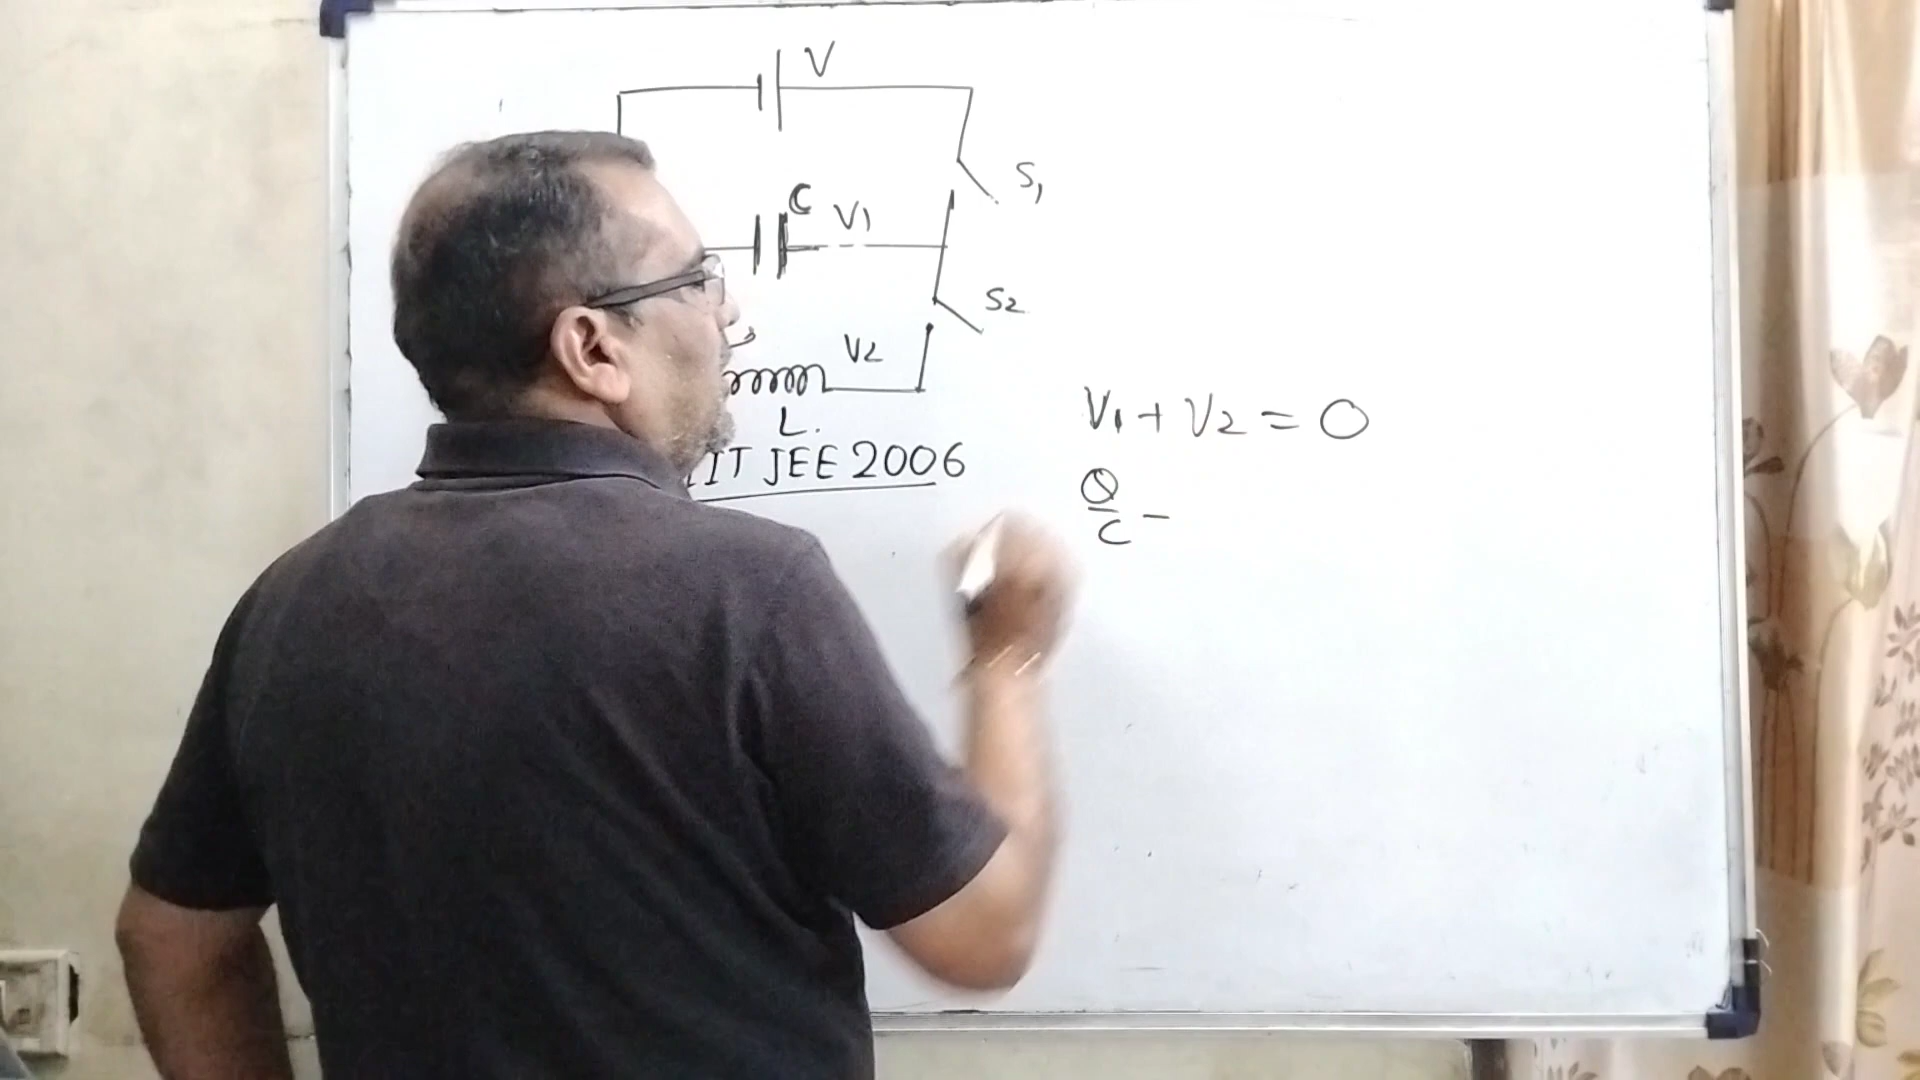 V
S1
C
V1
S2
V2
L.
IIT JEE 2006
V1 + V2 = 0
Q/C -